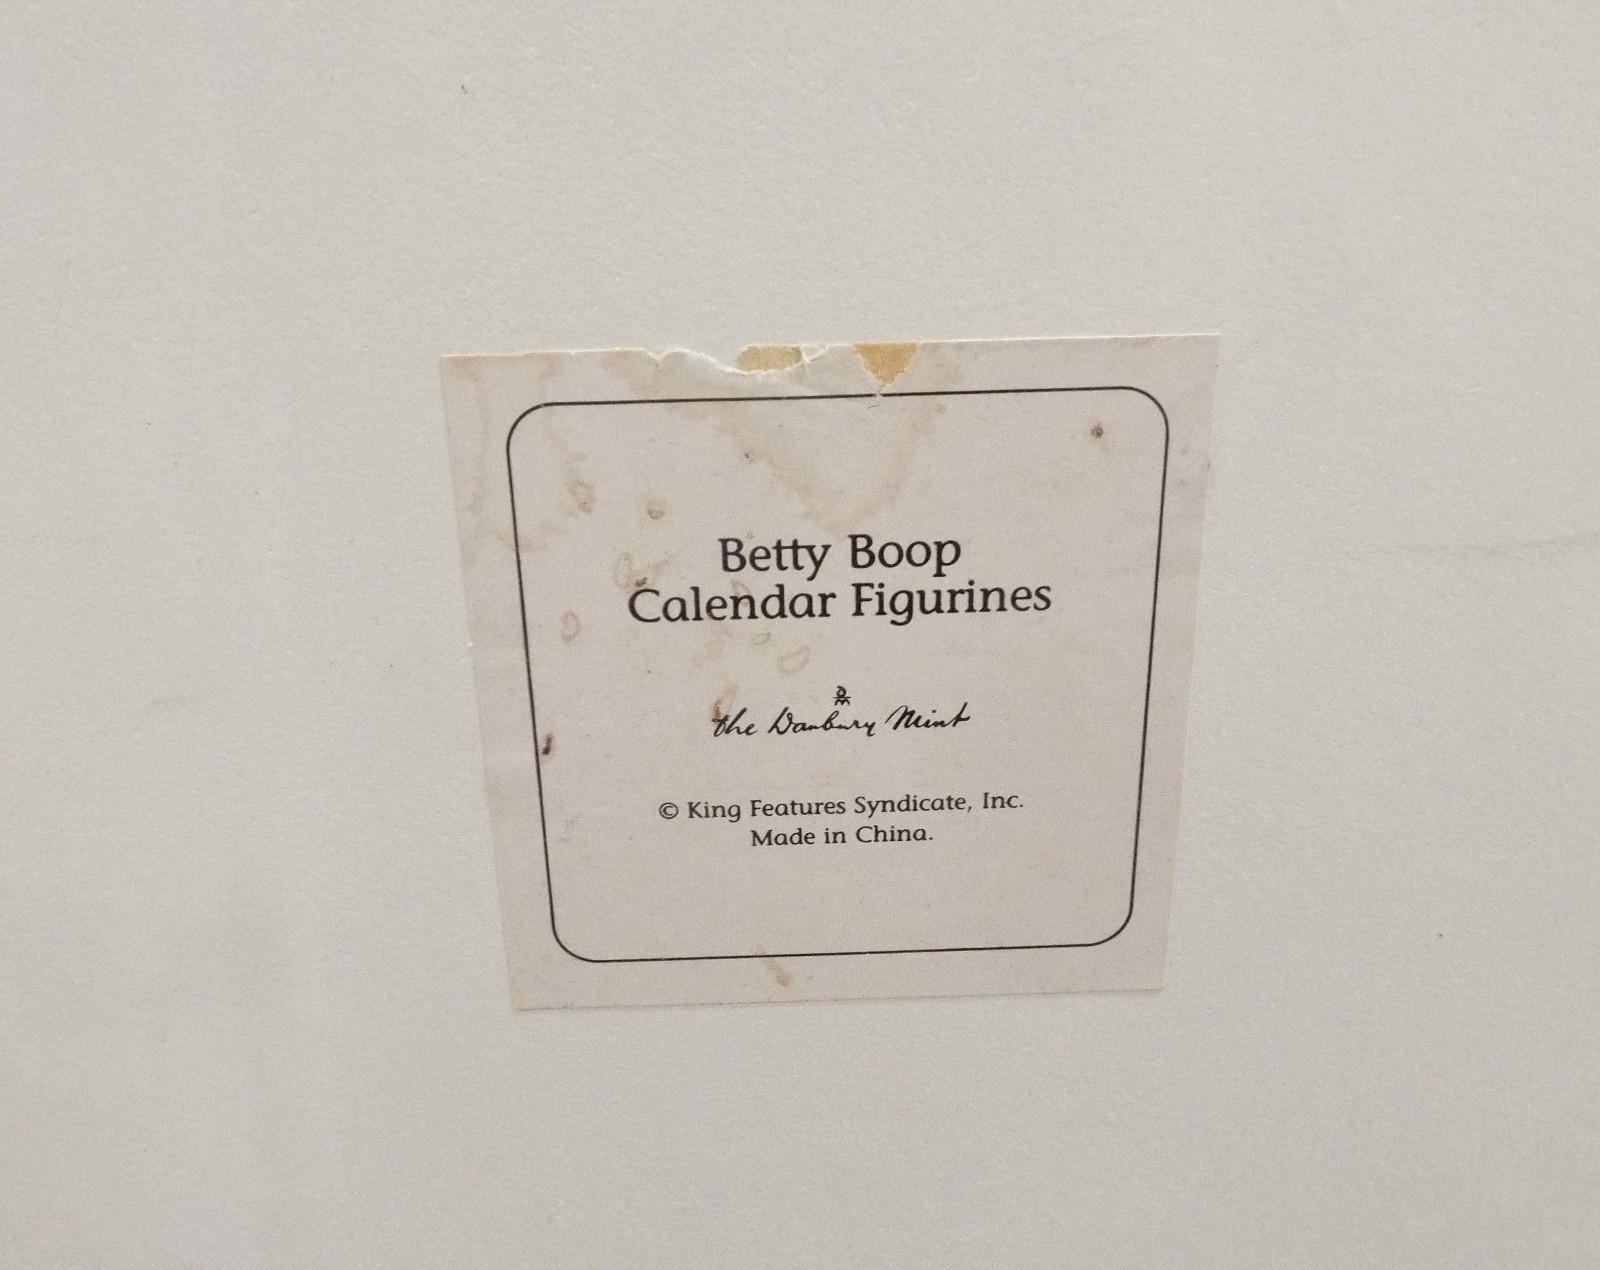 Betty Boop
Calendar Figurines
the Danbury Mint
© King Features Syndicate, Inc.
Made in China.